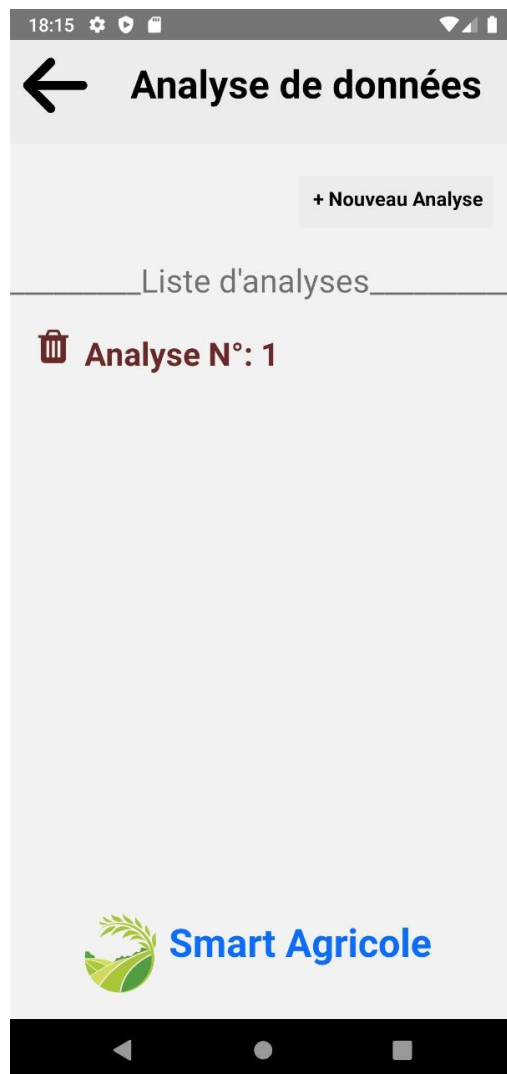 18:15
Analyse de données
+ Nouveau Analyse
_________Liste d'analyses_________
Analyse N°: 1
Smart Agricole